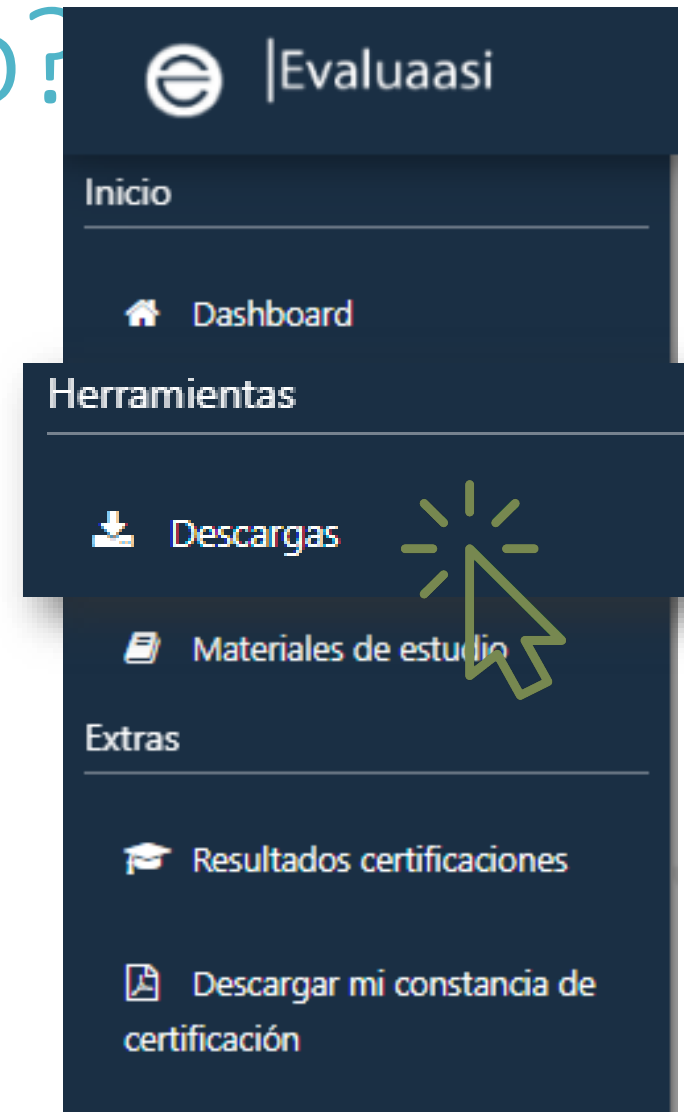 ?
|Evaluaasi
Inicio
Dashboard
Herramientas
Descargas
Materiales de estudio
Extras
Resultados certificaciones
Descargar mi constancia de
certificación